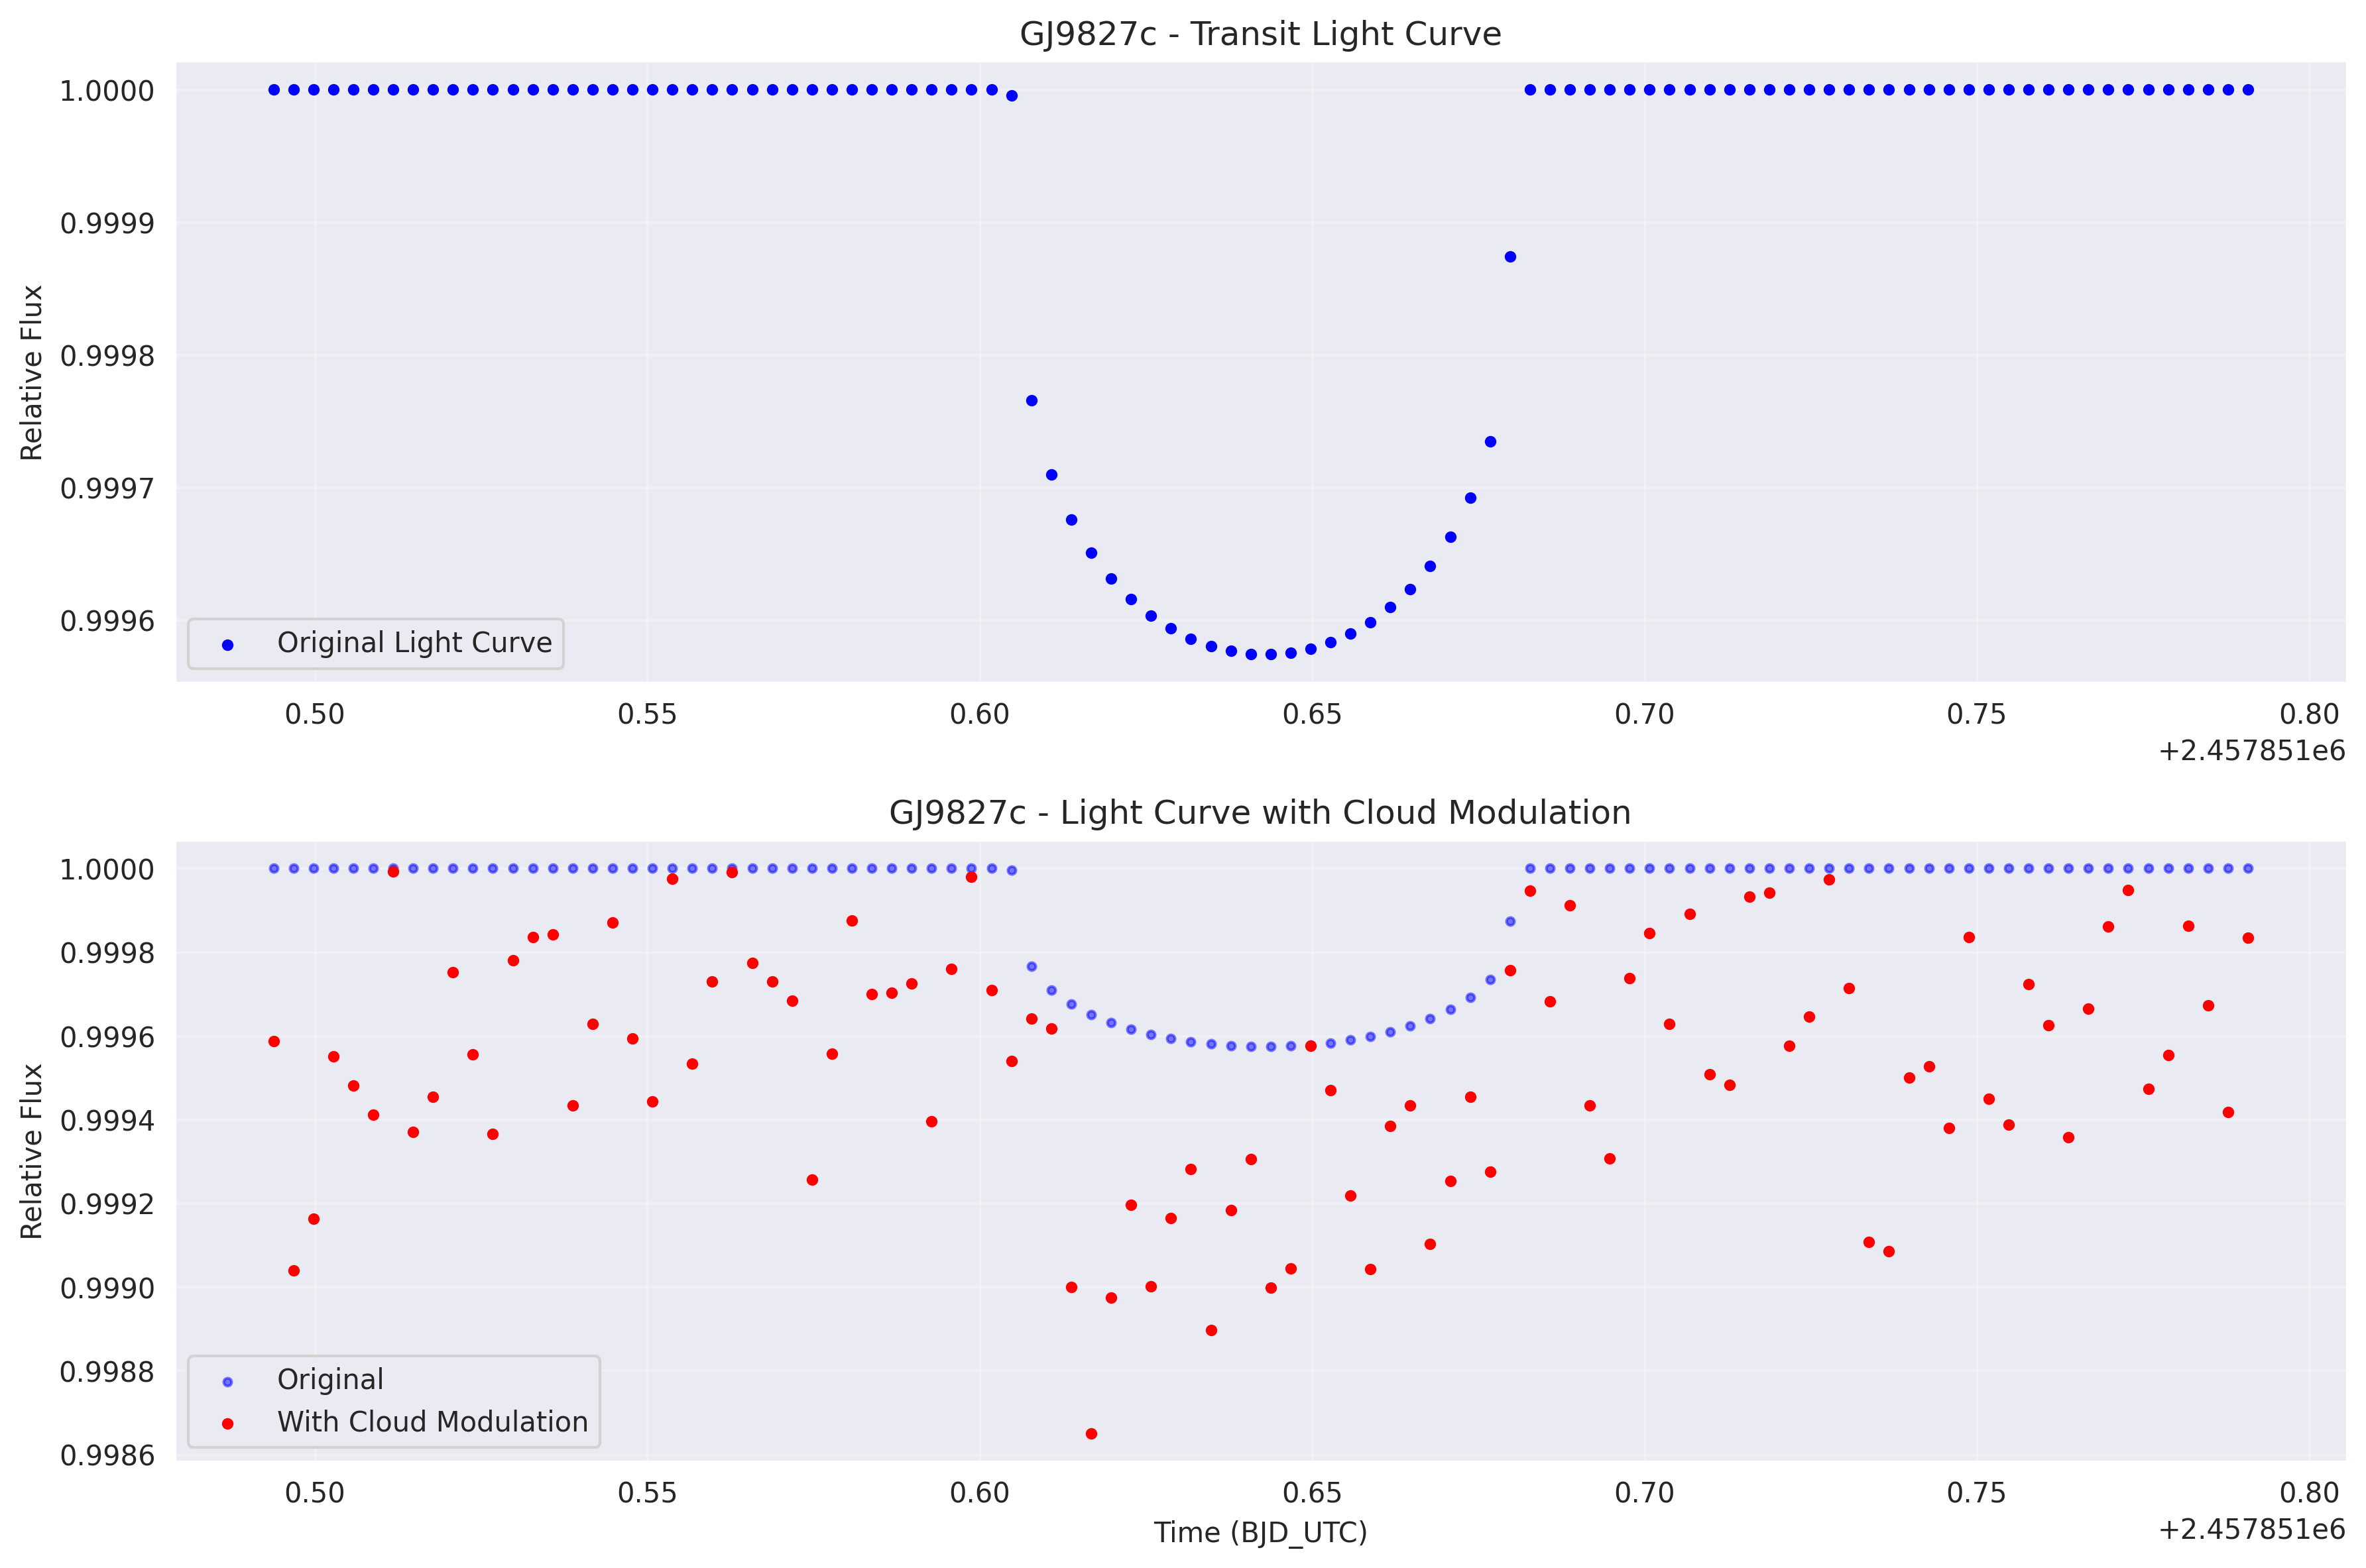 GJ9827c - Transit Light Curve
Relative Flux
1.0000
0.9999
0.9998
0.9997
0.9996
Original Light Curve
0.50 0.55 0.60 0.65 0.70 0.75 0.80
+2.457851e6
GJ9827c - Light Curve with Cloud Modulation
Relative Flux
1.0000
0.9998
0.9996
0.9994
0.9992
0.9990
0.9988
0.9986
Original
With Cloud Modulation
0.50 0.55 0.60 0.65 0.70 0.75 0.80
Time (BJD_UTC)
+2.457851e6